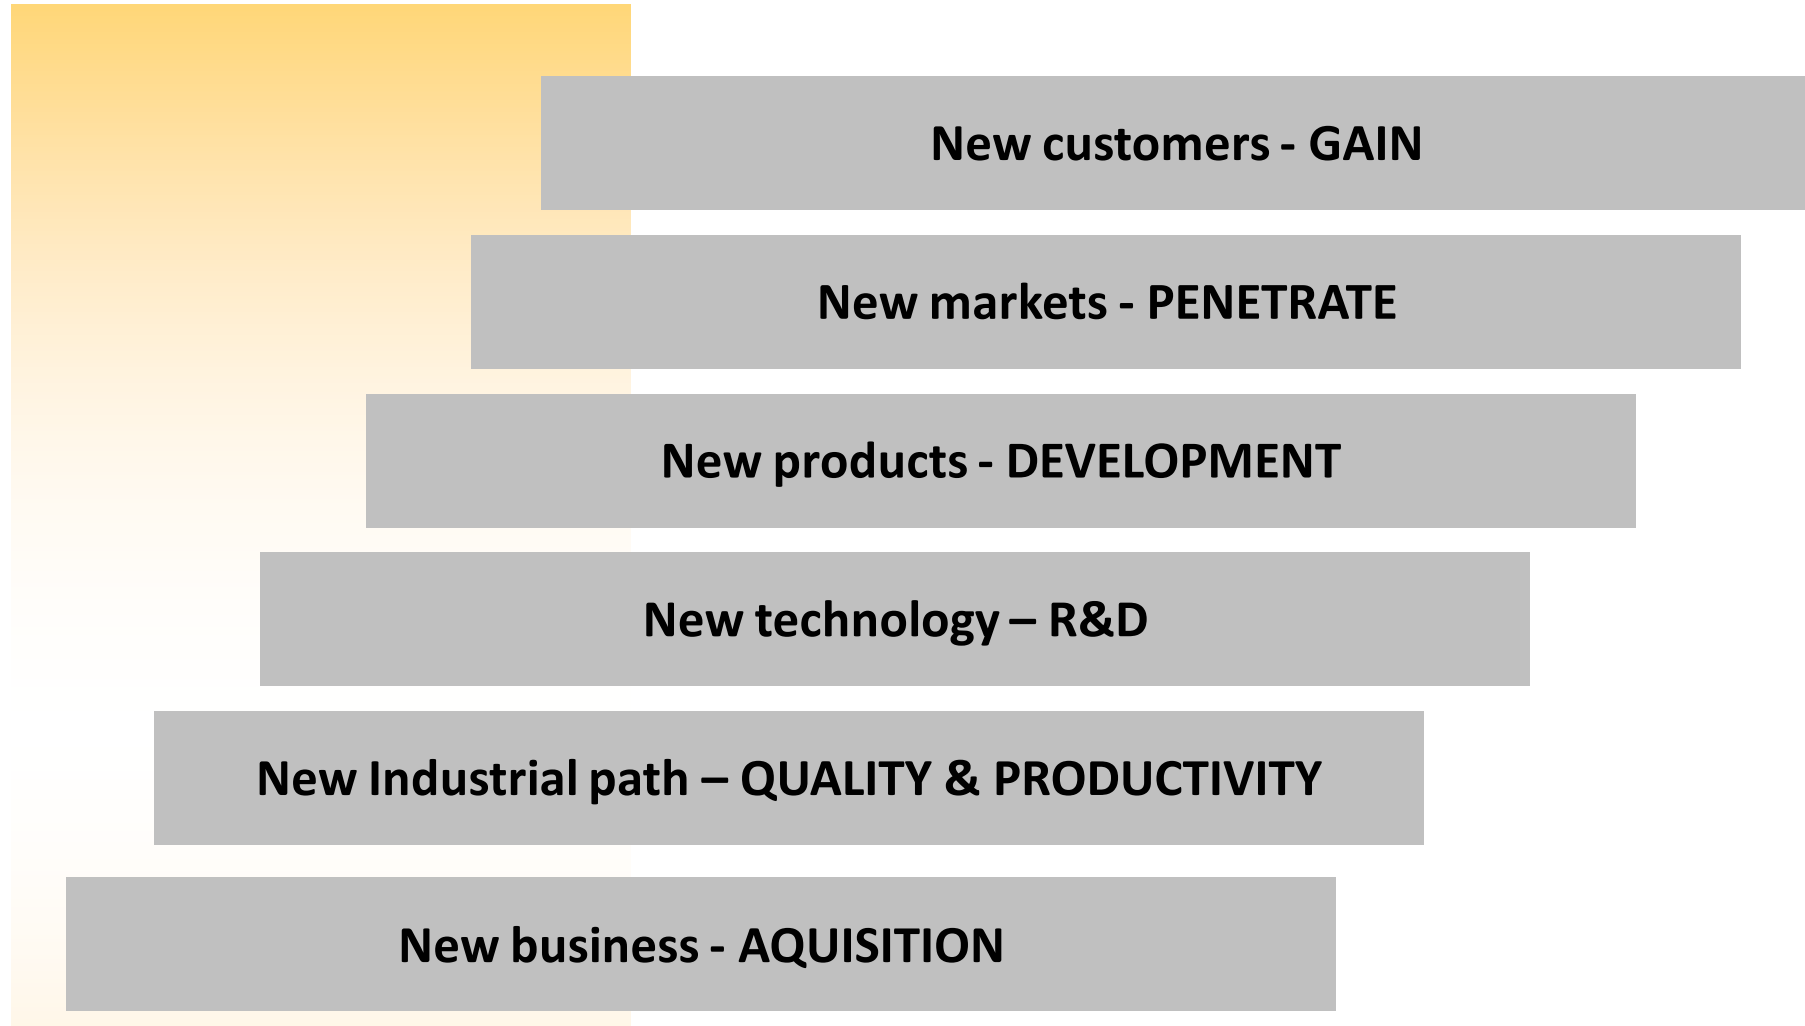 New customers - GAIN
New markets - PENETRATE
New products - DEVELOPMENT
New technology – R&D
New Industrial path – QUALITY & PRODUCTIVITY
New business - AQUISITION